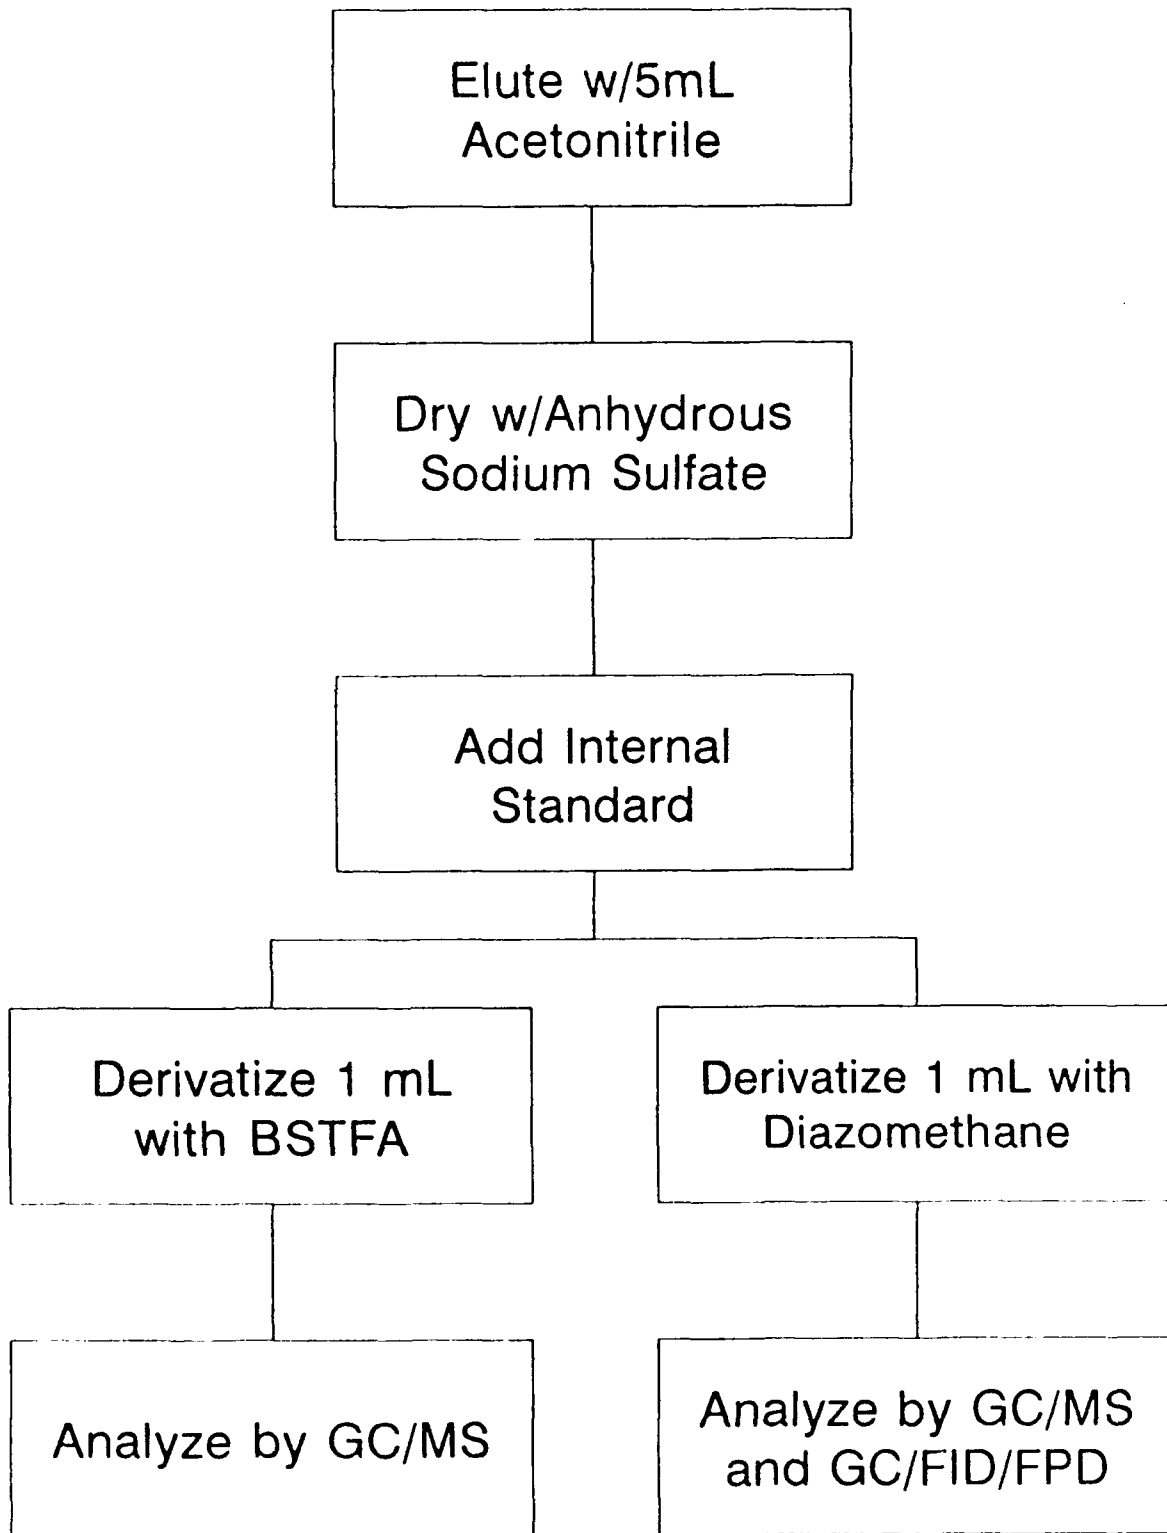 Elute w/5mL
Acetonitrile
Dry w/Anhydrous
Sodium Sulfate
Add Internal
Standard
Derivatize 1 mL
with BSTFA
Derivatize 1 mL with
Diazomethane
Analyze by GC/MS
Analyze by GC/MS
and GC/FID/FPD